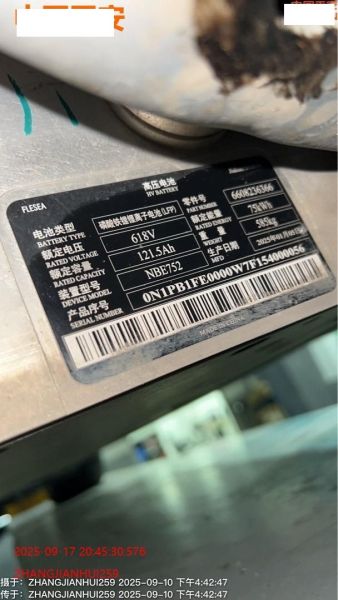 FLESEA
高压电池
HV BATTERY
电池类型
BATTERY TYPE
磷酸铁锂锂离子电池(LFP)
额定电压
RATED VOLTAGE
618V
额定容量
RATED CAPACITY
121.5Ah
装置型号
DEVICE MODEL
NBE752
产品序号
SERIAL NUMBER
0N1PB1FE0000W7F154000056
零件号
PART NUMBER
6608236366
额定能量
RATED ENERGY
75kWh
重量
585kg
生产日期
MADE IN CHINA
2025-09-17 20:45:30 576
ZHANGJIANHUI259
摄于：ZHANGJIANHUI259 2025-09-10 下午4:42:47
传于：ZHANGJIANHUI259 2025-09-10 下午4:42:47